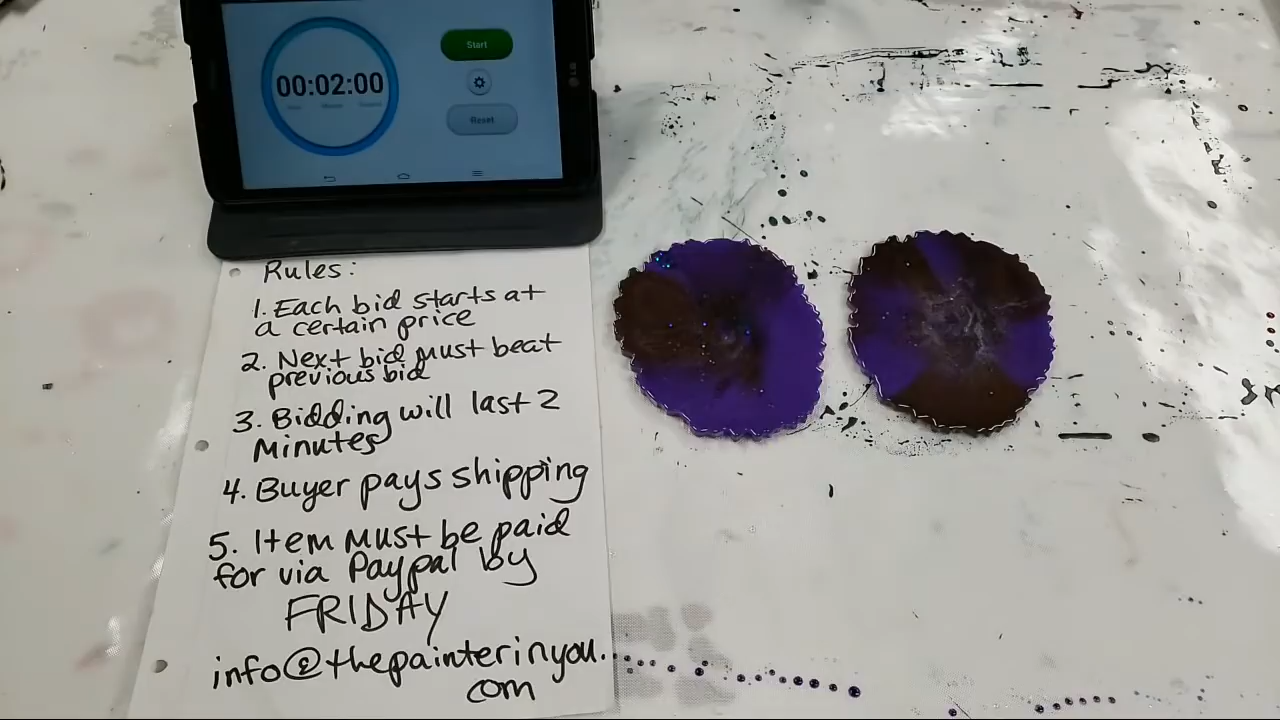 00:02:00
Start
Reset
LG
Rules:
1. Each bid starts at
a certain price
2. Next bid must beat
previous bid
3. Bidding will last 2
Minutes
4. Buyer pays shipping
5. Item must be paid
for via Paypal by
FRIDAY
info@thepainterinyou.
com